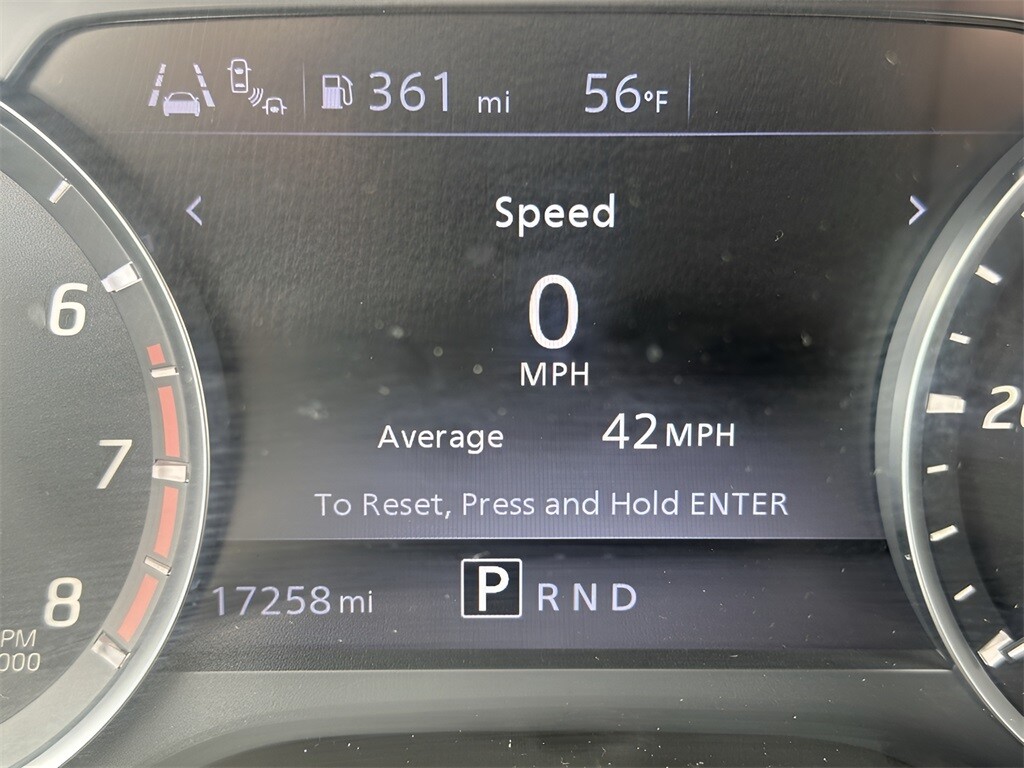 361 mi 56°F
Speed
0
MPH
Average 42 MPH
To Reset, Press and Hold ENTER
17258 mi P R N D
6
7
8